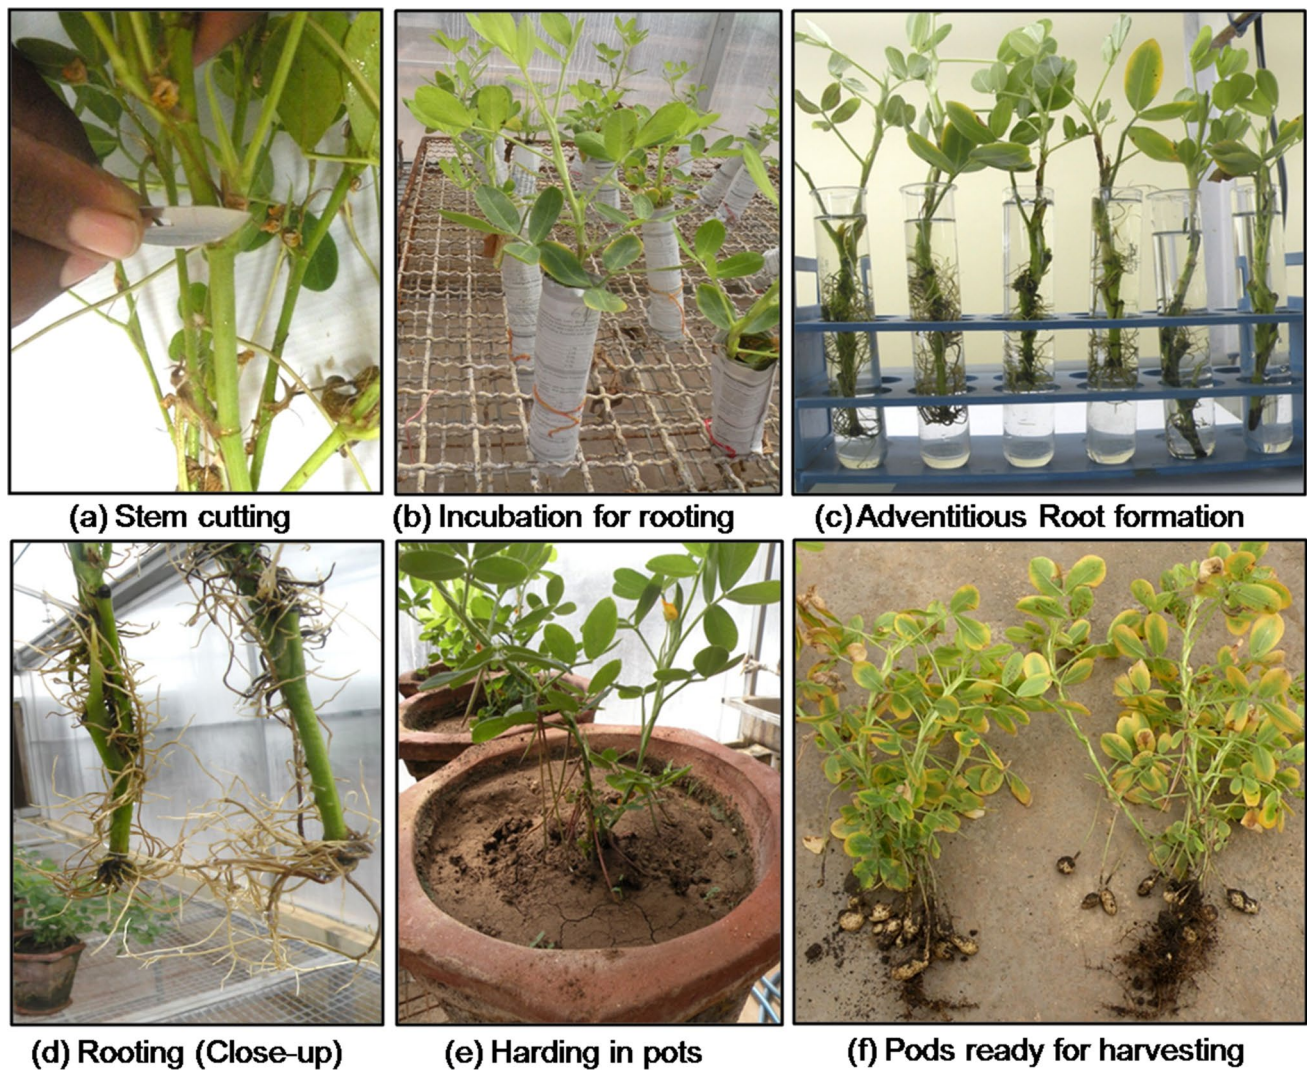 (a) Stem cutting
(b) Incubation for rooting
(c) Adventitious Root formation
(d) Rooting (Close-up)
(e) Harding in pots
(f) Pods ready for harvesting